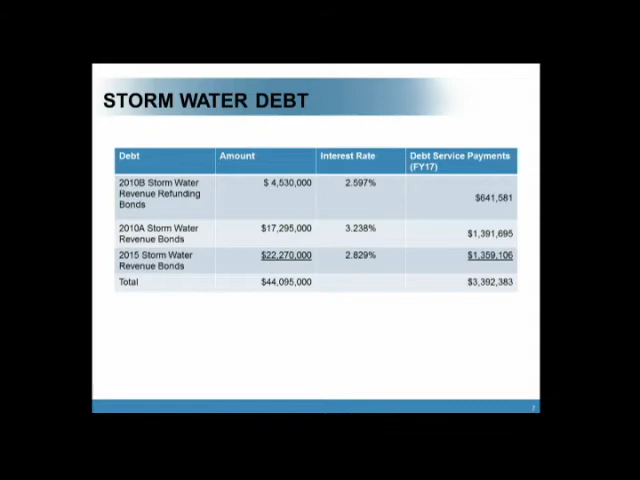 STORM WATER DEBT
Debt Amount Interest Rate Debt Service Payments
(FY17)
2010B Storm Water $ 4,530,000 2.597%
Revenue Refunding $641,581
Bonds
2010A Storm Water $17,295,000 3.238%
Revenue Bonds $1,391,695
2015 Storm Water $22,270,000 2.829% $1,359,106
Revenue Bonds
Total $44,095,000 $3,392,383
7